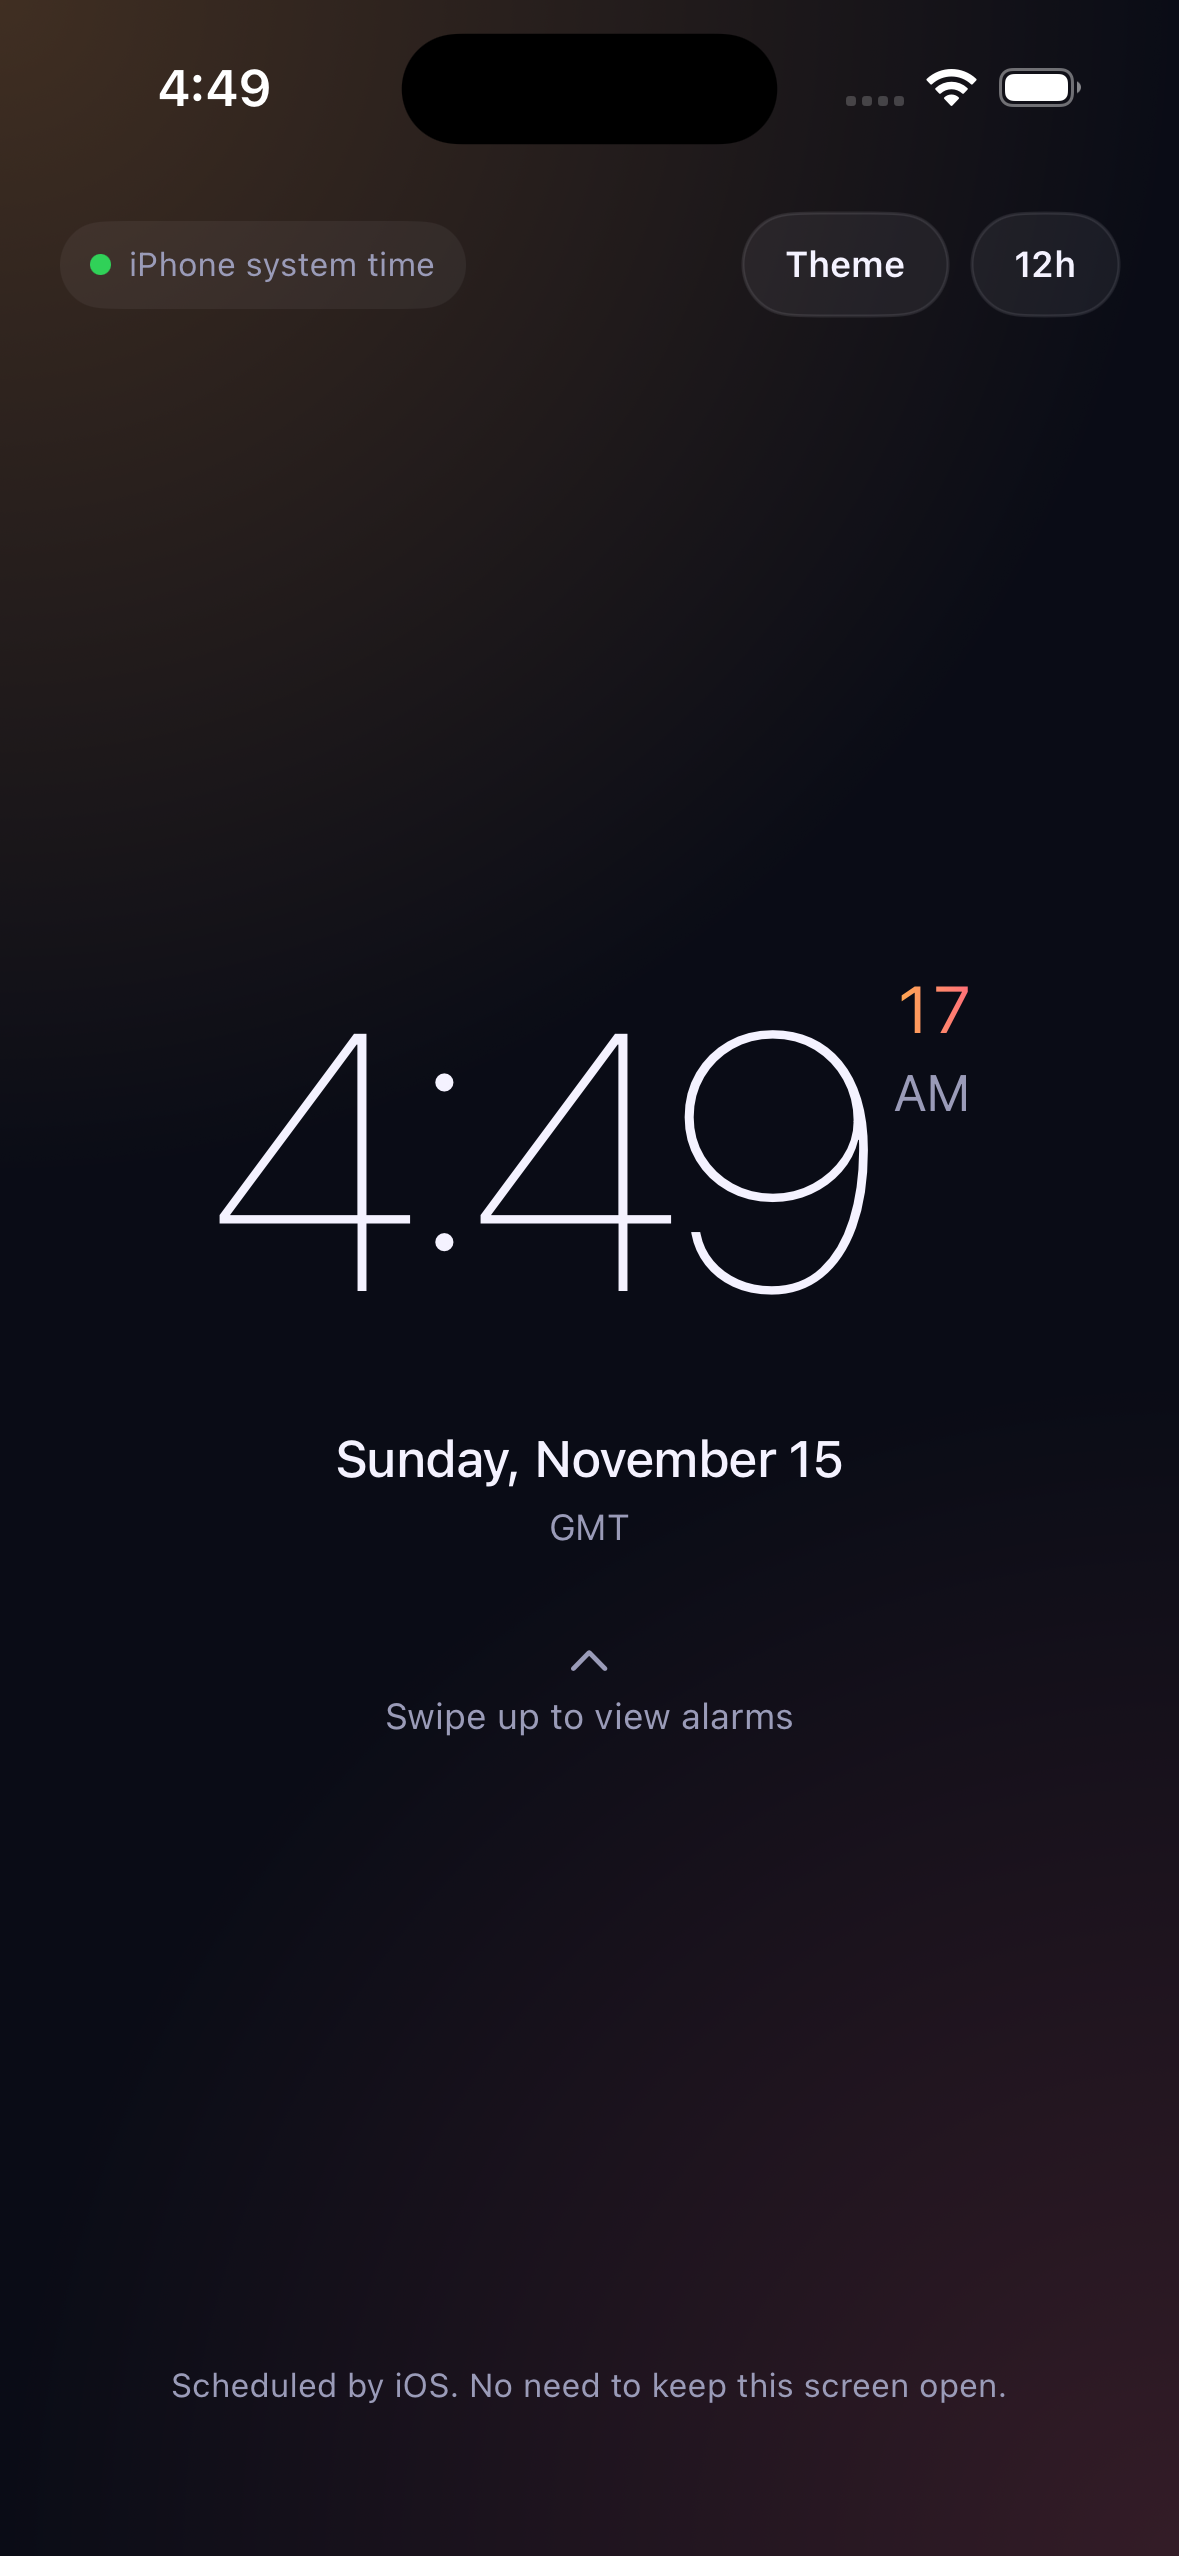 4:49
iPhone system time
Theme
12h
4:49
17
AM
Sunday, November 15
GMT
Swipe up to view alarms
Scheduled by iOS. No need to keep this screen open.